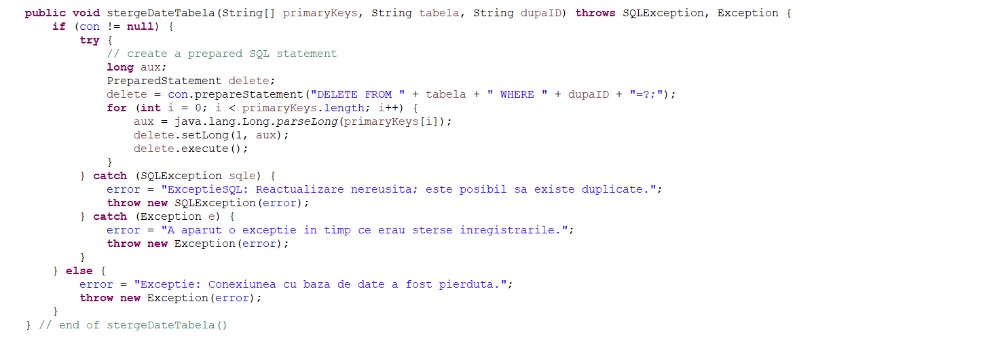 public void stergeDateTabela(String[] primaryKeys, String tabela, String dupaID) throws SQLException, Exception {
    if (con != null) {
        try {
            // create a prepared SQL statement
            long aux;
            PreparedStatement delete;
            delete = con.prepareStatement("DELETE FROM " + tabela + " WHERE " + dupaID + "=?;");
            for (int i = 0; i < primaryKeys.length; i++) {
                aux = java.lang.Long.parseLong(primaryKeys[i]);
                delete.setLong(1, aux);
                delete.execute();
            }
        } catch (SQLException sqle) {
            error = "ExceptieSQL: Reactualizare nereusita; este posibil sa existe duplicate.";
            throw new SQLException(error);
        } catch (Exception e) {
            error = "A aparut o exceptie in timp ce erau sterse inregistrarile.";
            throw new Exception(error);
        }
    } else {
        error = "Exceptie: Conexiunea cu baza de date a fost pierduta.";
        throw new Exception(error);
    }
} // end of stergeDateTabela()